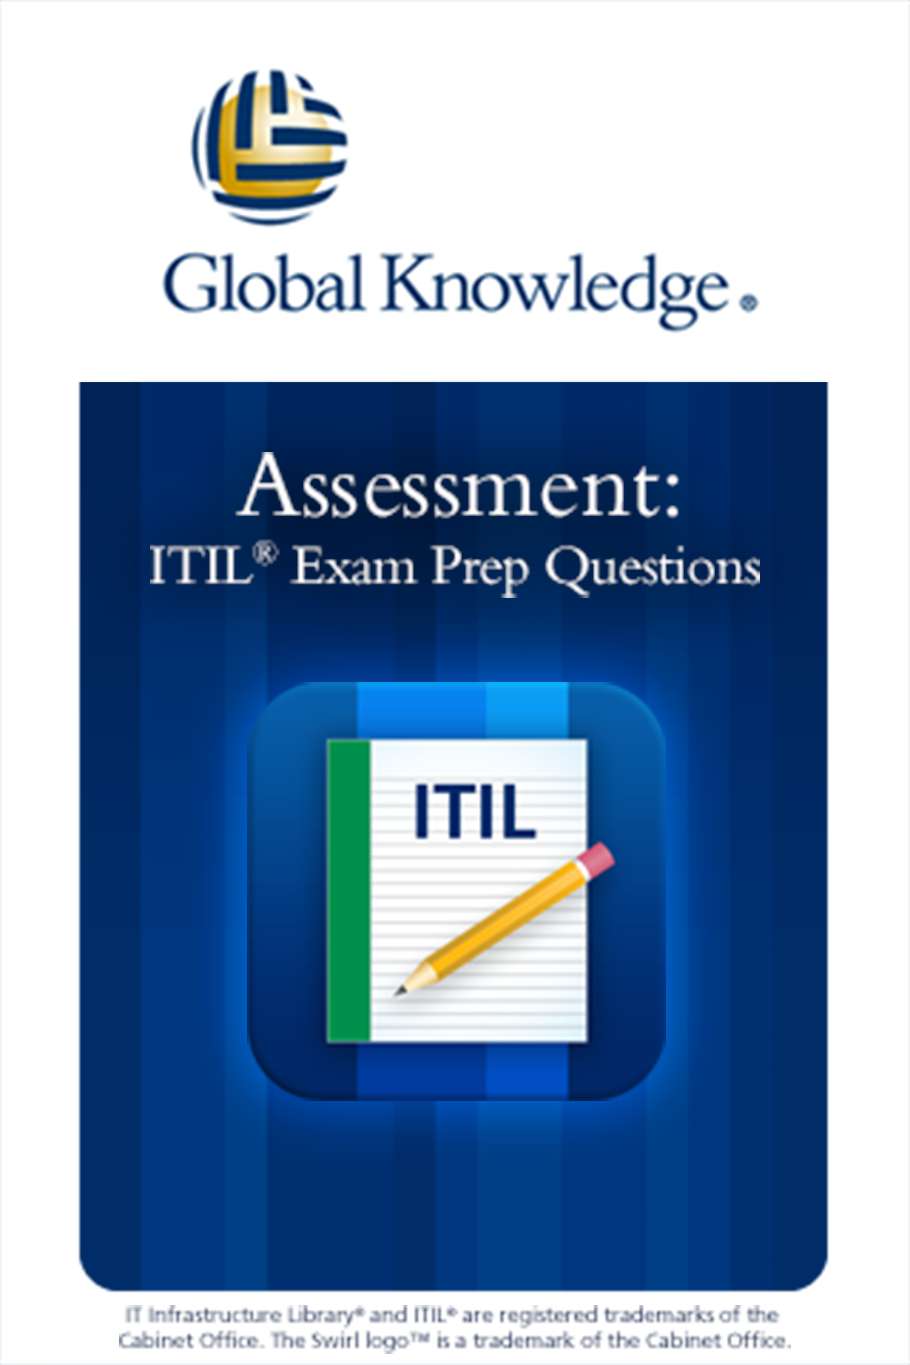 Global Knowledge®
Assessment:
ITIL® Exam Prep Questions
ITIL
IT Infrastructure Library® and ITIL® are registered trademarks of the
Cabinet Office. The Swirl logo™ is a trademark of the Cabinet Office.